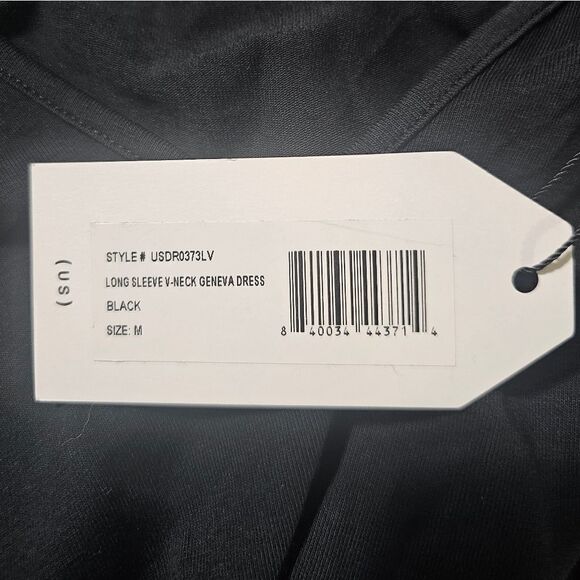 (us)
STYLE # USDR0373LV
LONG SLEEVE V-NECK GENEVA DRESS
BLACK
SIZE: M
8 40034 44371 4